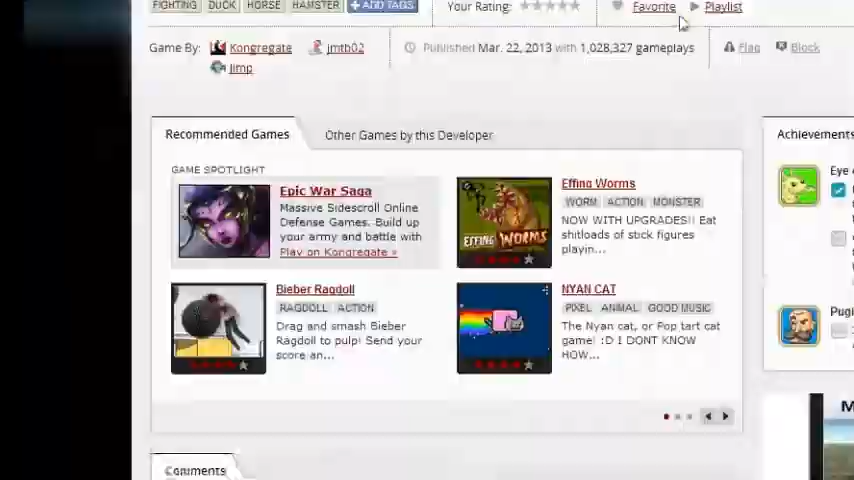 FIGHTING DUCK HORSE HAMSTER + ADD TAGS
Your Rating:
Favorite
Playlist
Game By: Kongregate jmtb02
limp
Published Mar. 22, 2013 with 1,028,327 gameplays
Flag
Block
Recommended Games
Other Games by this Developer
GAME SPOTLIGHT
Epic War Saga
Massive Sidescroll Online
Defense Games. Build up
your army and battle with
Play on Kongregate »
EFFING WORMS
Effing Worms
WORM ACTION MONSTER
NOW WITH UPGRADES!! Eat
shitloads of stick figures
playin...
Bieber Ragdoll
RAGDOLL ACTION
Drag and smash Bieber
Ragdoll to pulp! Send your
score an...
NYAN CAT
PIXEL ANIMAL GOOD MUSIC
The Nyan cat, or Pop tart cat
game! :D I DONT KNOW
HOW...
Achievements
Eye
Pugi
M
Comments